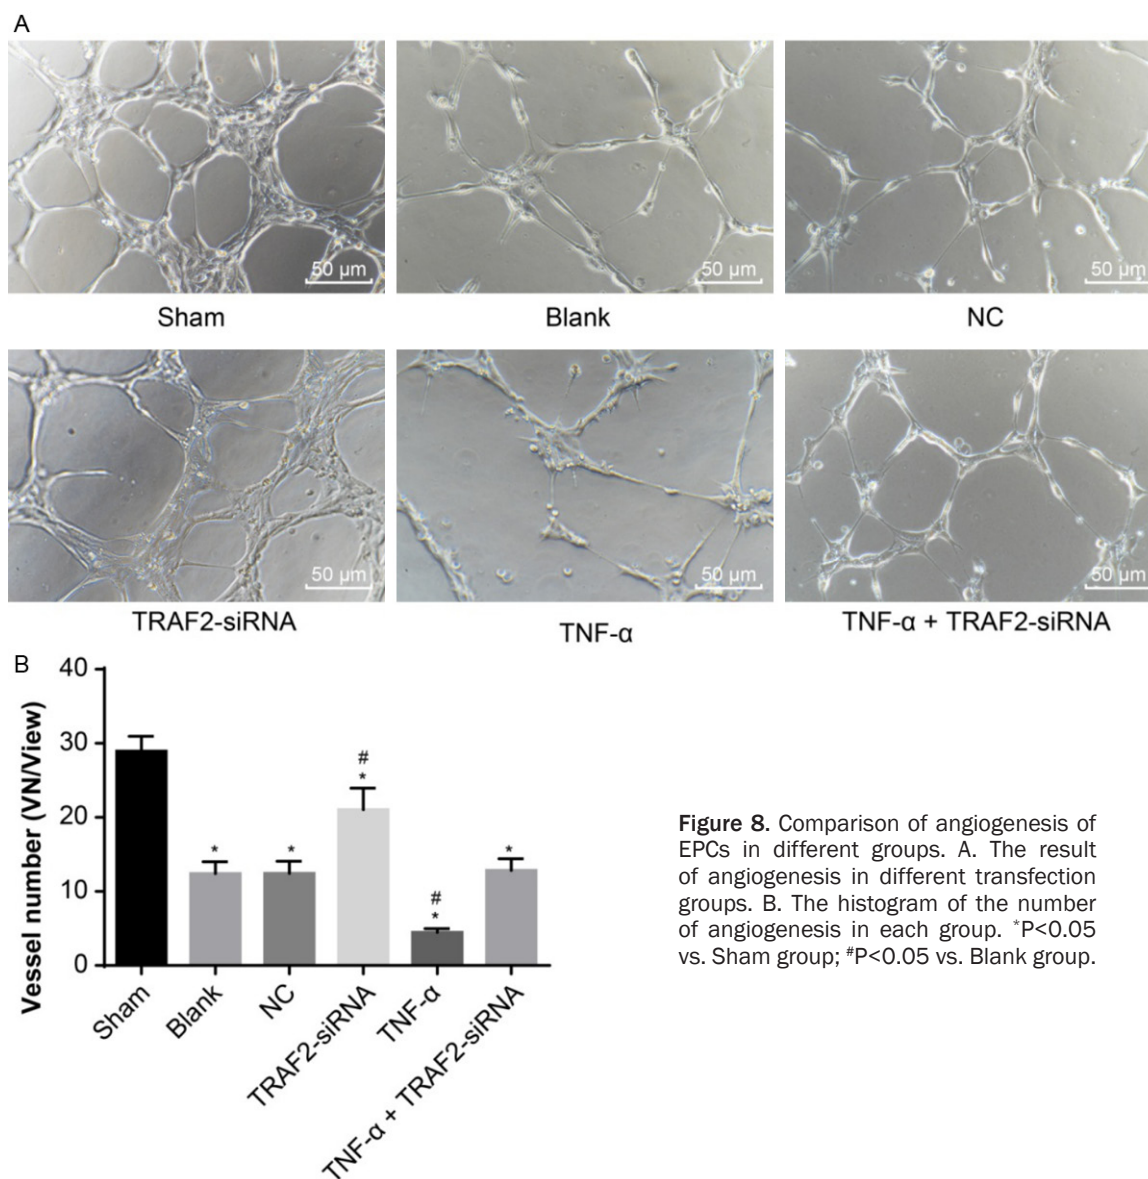 A
50 μm
50 μm
50 μm
Sham
Blank
NC
50 μm
50 μm
50 μm
TRAF2-siRNA
TNF-α
TNF-α + TRAF2-siRNA
B
Vessel number (VN/View)
40
30
20
10
0
*
*
#
*
#
*
*
Sham
Blank
NC
TRAF2-siRNA
TNF-α
TNF-α + TRAF2-siRNA
Figure 8. Comparison of angiogenesis of
EPCs in different groups. A. The result
of angiogenesis in different transfection
groups. B. The histogram of the number
of angiogenesis in each group. *P<0.05
vs. Sham group; #P<0.05 vs. Blank group.